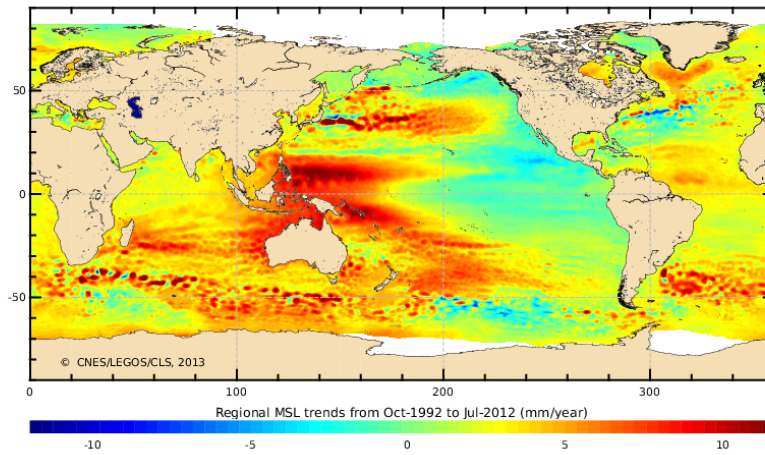 50
0
-50
© CNES/LEGOS/CLS, 2013
0 100 200 300
Regional MSL trends from Oct-1992 to Jul-2012 (mm/year)
-10 -5 0 5 10